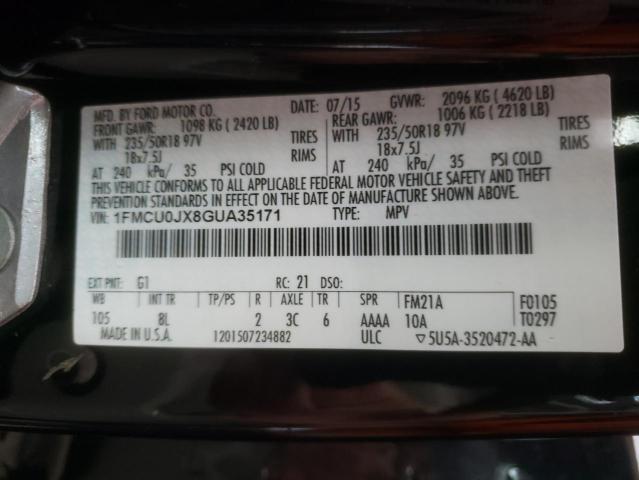 MFD. BY FORD MOTOR CO. DATE: 07/15 GVWR: 2096 KG ( 4620 LB)
FRONT GAWR: 1098 KG ( 2420 LB) REAR GAWR: 1006 KG ( 2218 LB)
WITH 235/50R18 97V TIRES WITH 235/50R18 97V TIRES
18x7.5J RIMS 18x7.5J RIMS
AT 240 kPa/ 35 PSI COLD AT 240 kPa/ 35 PSI COLD
THIS VEHICLE CONFORMS TO ALL APPLICABLE FEDERAL MOTOR VEHICLE SAFETY AND THEFT
PREVENTION STANDARDS IN EFFECT ON THE DATE OF MANUFACTURE SHOWN ABOVE.
VIN: 1FMCU0JX8GUA35171 TYPE: MPV
EXT PNT: G1 RC: 21 DSO:
WB INT TR TP/PS R AXLE TR SPR FM21A F0105
105 8L 2 3C 6 AAAA 10A T0297
MADE IN U.S.A. 1201507234882 ULC ▽5U5A-3520472-AA